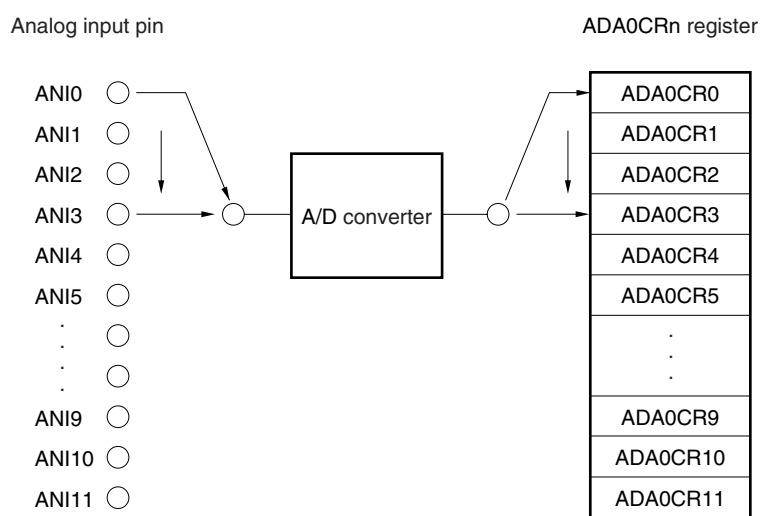 Analog input pin
ADA0CRn register
ANI0
ANI1
ANI2
ANI3
ANI4
ANI5
.
.
.
.
ANI9
ANI10
ANI11
A/D converter
ADA0CR0
ADA0CR1
ADA0CR2
ADA0CR3
ADA0CR4
ADA0CR5
.
.
.
ADA0CR9
ADA0CR10
ADA0CR11